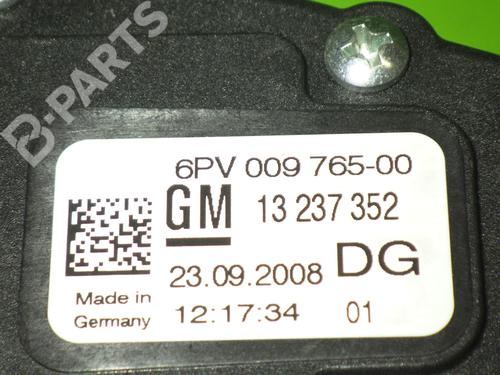 B-PARTS
6PV 009 765-00
GM 13 237 352
23.09.2008 DG
Made in
Germany 12:17:34 01